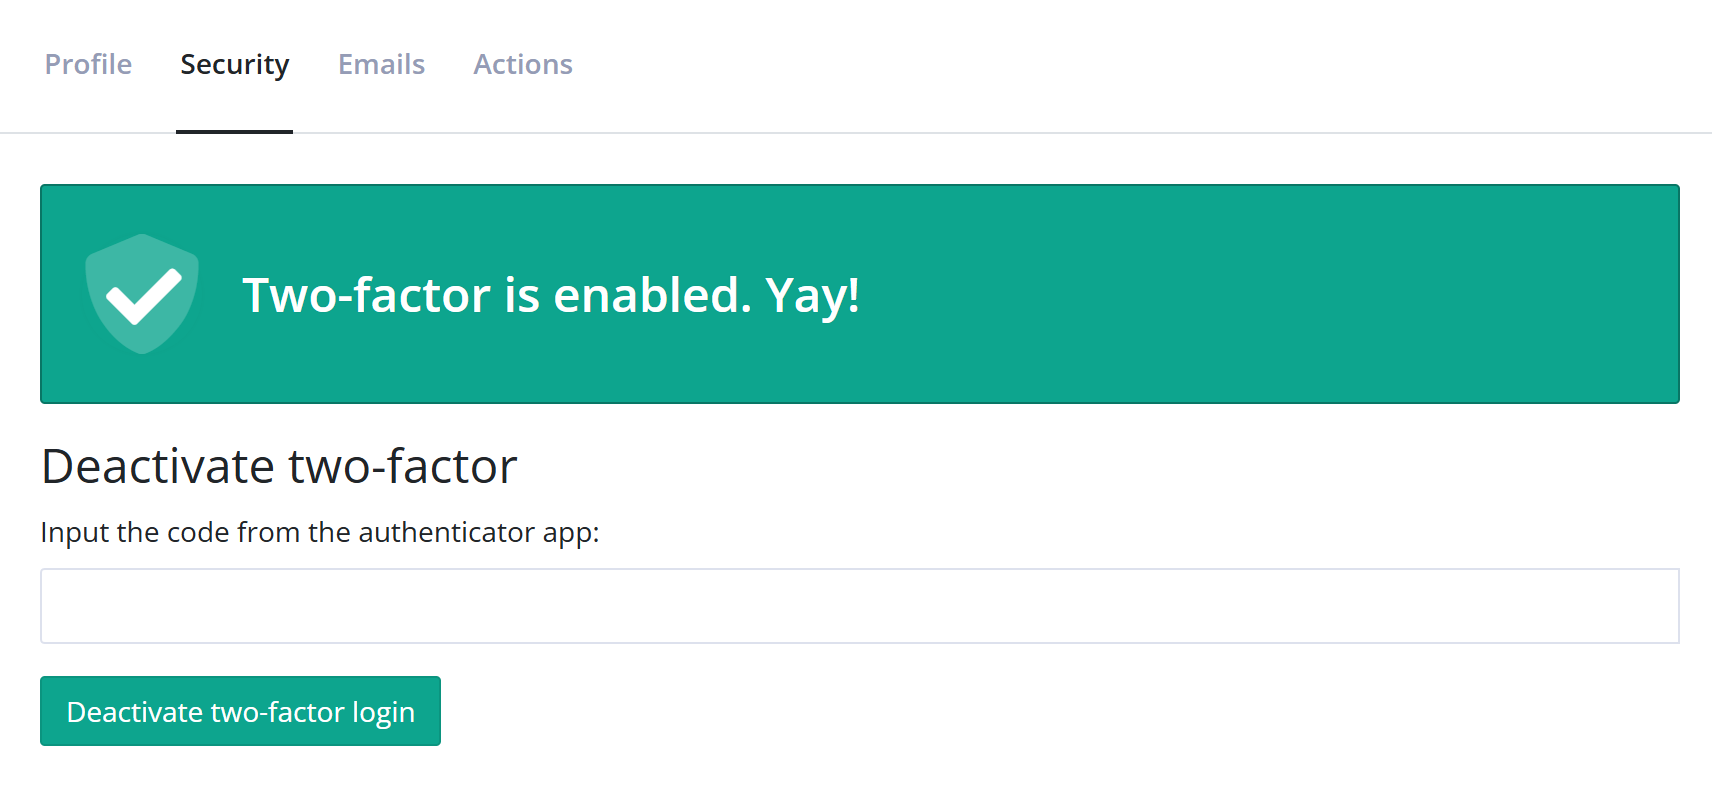 Profile Security Emails Actions
Two-factor is enabled. Yay!
Deactivate two-factor
Input the code from the authenticator app:
Deactivate two-factor login